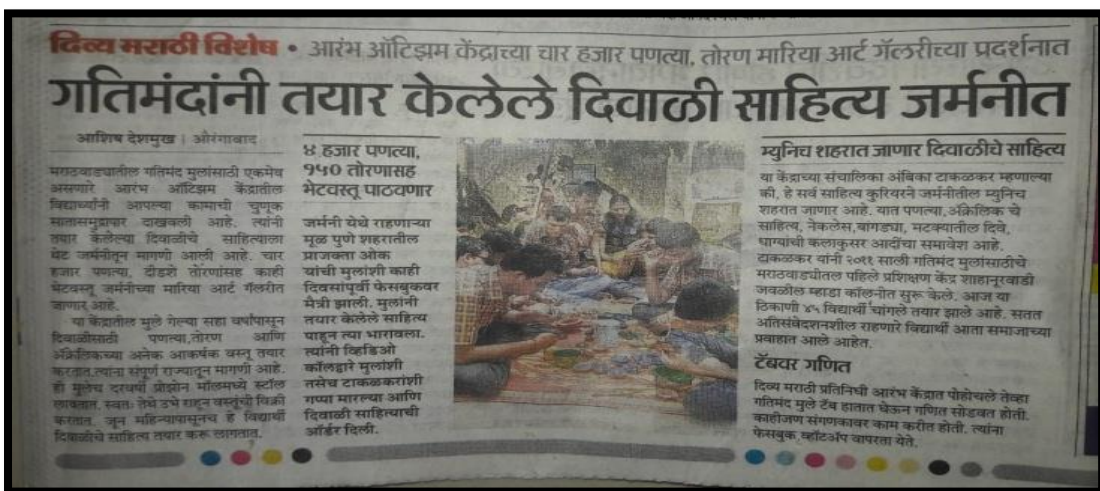 दिव्य मराठी विशेष • आरंभ ऑटिझम केंद्राच्या चार हजार पणत्या, तोरण मारिया आर्ट गॅलरीच्या प्रदर्शनात
गतिमंदांनी तयार केलेले दिवाळी साहित्य जर्मनीत
आशिष देशमुख | औरंगाबाद
मराठवाड्यातील गतिमंद मुलांसाठी एकमेव
असणारे आरंभ ऑटिझम केंद्रातील
विद्यार्थ्यांनी आपल्या कामाची चुणूक
सातासमुद्रापार दाखवली आहे. त्यांनी
तयार केलेल्या दिवाळीचे साहित्याला
थेट जर्मनीतून मागणी आली आहे. चार
हजार पणत्या, दीडशे तोरणांसह काही
भेटवस्तू जर्मनीच्या मारिया आर्ट गॅलरीत
जाणार आहे.
या केंद्रातील मुले गेल्या सहा वर्षांपासून
दिवाळीसाठी पणत्या,तोरण आणि
अॅक्रिलिकच्या अनेक आकर्षक वस्तू तयार
करतात.त्यांना संपूर्ण राज्यातून मागणी आहे.
ही मुलेच दरवर्षी प्रोझोन मॉलमध्ये स्टॉल
लावतात. स्वतः तेथे उभे राहून वस्तूंची विक्री
करतात. जून महिन्यापासूनच हे विद्यार्थी
दिवाळीचे साहित्य तयार करू लागतात.
४ हजार पणत्या,
१५० तोरणासह
भेटवस्तू पाठवणार
जर्मनी येथे राहणाऱ्या
मूळ पुणे शहरातील
प्राजक्ता ओक
यांची मुलांशी काही
दिवसांपूर्वी फेसबुकवर
मैत्री झाली. मुलांनी
तयार केलेले साहित्य
पाहून त्या भारावल्या.
त्यांनी व्हिडिओ
कॉलद्वारे मुलांशी
तसेच टाकळकरांशी
गप्पा मारल्या आणि
दिवाळी साहित्याची
ऑर्डर दिली.
म्युनिच शहरात जाणार दिवाळीचे साहित्य
या केंद्राच्या संचालिका अंबिका टाकळकर म्हणाल्या
की, हे सर्व साहित्य कुरियरने जर्मनीतील म्युनिच
शहरात जाणार आहे. यात पणत्या,अॅक्रिलिक चे
साहित्य, नेकलेस,बांगड्या, मटक्यातील दिवे,
धाग्यांची कलाकुसर आदींचा समावेश आहे.
टाकळकर यांनी २०११ साली गतिमंद मुलांसाठीचे
मराठवाड्यातील पहिले प्रशिक्षण केंद्र शाहानूरवाडी
जवळील म्हाडा कॉलनीत सुरू केले. आज या
ठिकाणी ४५ विद्यार्थी चांगले तयार झाले आहे. सतत
अतिसंवेदनशील राहणारे विद्यार्थी आता समाजाच्या
प्रवाहात आले आहेत.
टॅबवर गणित
दिव्य मराठी प्रतिनिधी आरंभ केंद्रात पोहोचले तेव्हा
गतिमंद मुले टॅब हातात घेऊन गणित सोडवत होती.
काहीजण संगणकावर काम करीत होती. त्यांना
फेसबुक,व्हॉटअॅप वापरता येते.